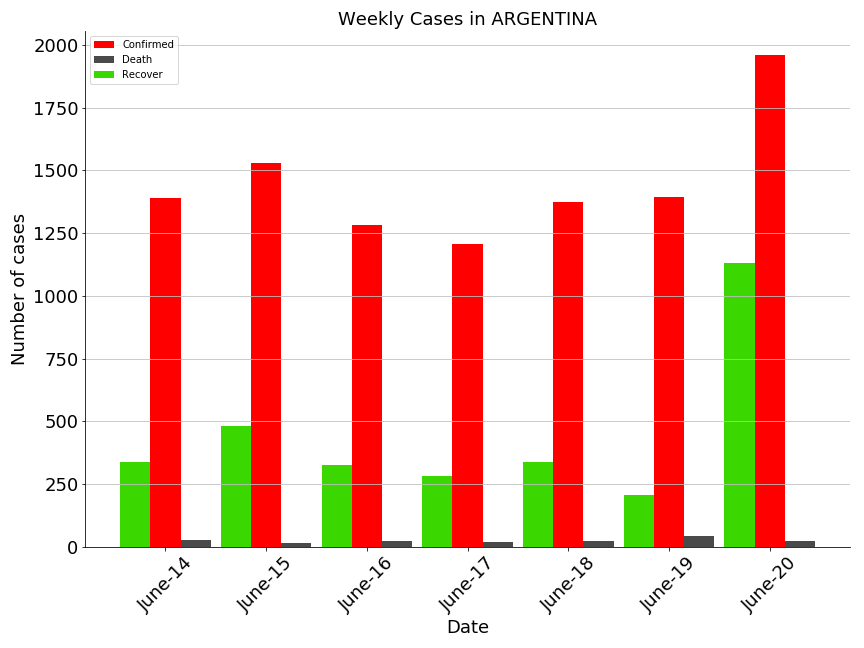 Weekly Cases in ARGENTINA
Confirmed
Death
Recover
Number of cases
2000
1750
1500
1250
1000
750
500
250
0
June-14
June-15
June-16
June-17
June-18
June-19
June-20
Date